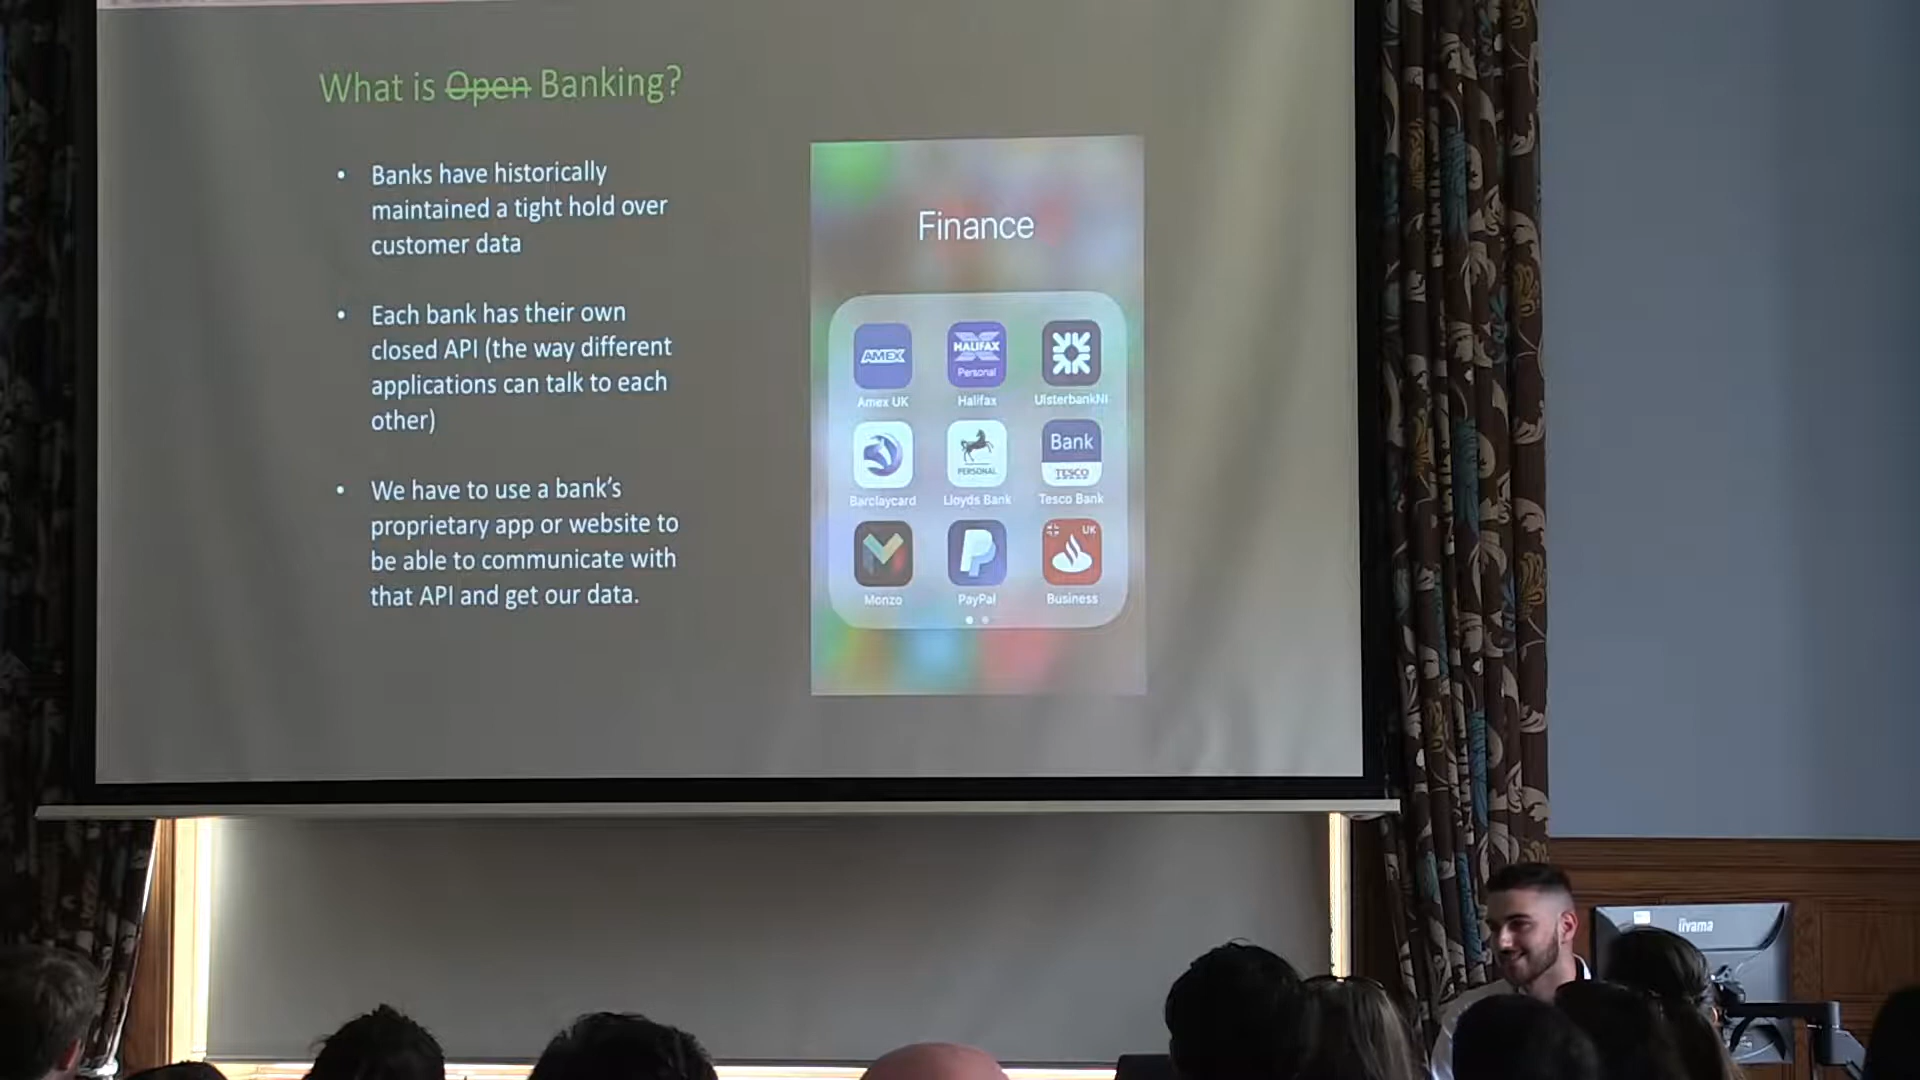 What is Open Banking?
• Banks have historically
maintained a tight hold over
customer data
• Each bank has their own
closed API (the way different
applications can talk to each
other)
• We have to use a bank's
proprietary app or website to
be able to communicate with
that API and get our data.
Finance
AMEX
HALIFAX
Personal
Amex UK
Halifax
UlsterbankNI
PERSONAL
Bank
TESCO
Barclaycard
Lloyds Bank
Tesco Bank
UK
Monzo
PayPal
Business
iiyama